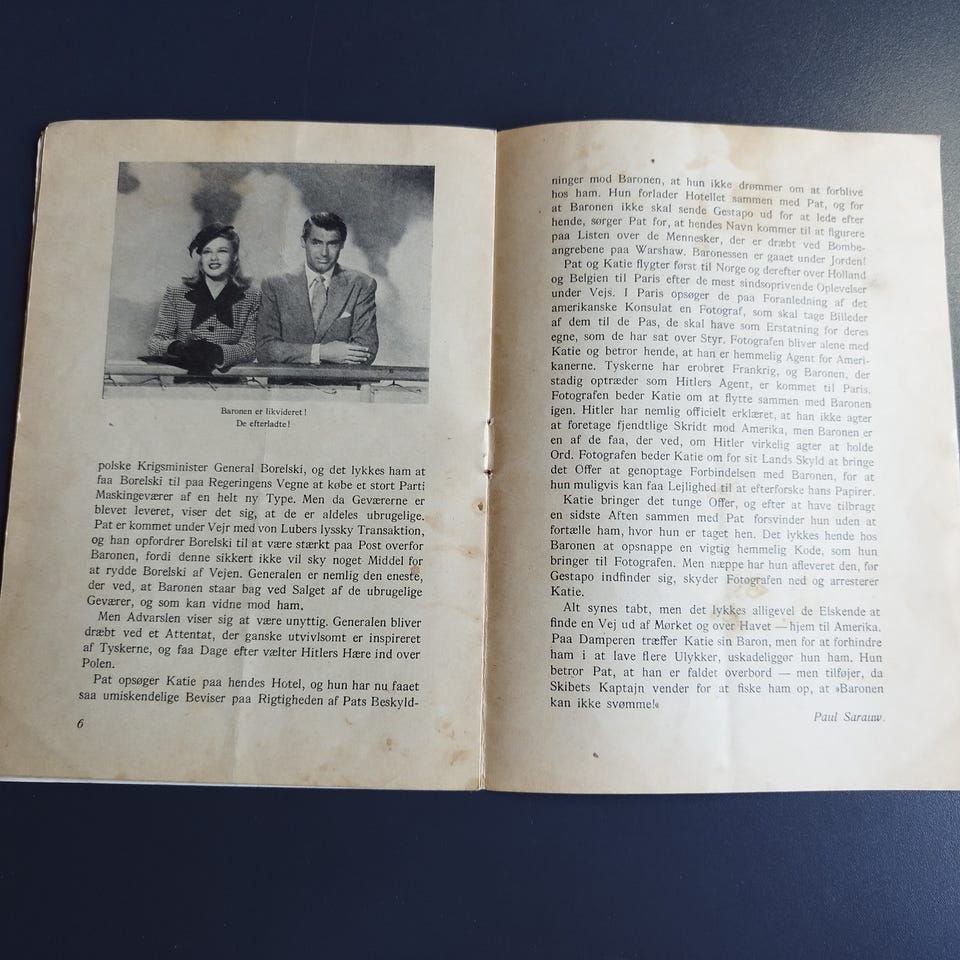 Baronen er likvideret!
De efterladte!
polske Krigsminister General Borelski, og det lykkes ham at
faa Borelski til paa Regeringens Vegne at købe et stort Parti
Maskingeværer af en helt ny Type. Men da Geværerne er
blevet leveret, viser det sig, at de er aldeles ubrugelige.
Pat er kommet under Vejr med von Lubers lyssky Transaktion,
og han opfordrer Borelski til at være stærkt paa Post overfor
Baronen, fordi denne sikkert ikke vil sky noget Middel for
at rydde Borelski af Vejen. Generalen er nemlig den eneste,
der ved, at Baronen staar bag ved Salget af de ubrugelige
Geværer, og som kan vidne mod ham.
Men Advarslen viser sig at være unyttig. Generalen bliver
dræbt ved et Attentat, der ganske utvivlsomt er inspireret
af Tyskerne, og faa Dage efter vælter Hitlers Hære ind over
Polen.
Pat opsøger Katie paa hendes Hotel, og hun har nu faaet
saa umiskendelige Beviser paa Rigtigheden af Pats Beskyld-
6
ninger mod Baronen, at hun ikke drømmer om at forblive
hos ham. Hun forlader Hotellet sammen med Pat, og for
at Baronen ikke skal sende Gestapo ud for at lede efter
hende, sørger Pat for, at hendes Navn kommer til at figurere
paa Listen over de Mennesker, der er dræbt ved Bombe-
angrebene paa Warshaw. Baronessen er gaaet under Jorden!
Pat og Katie flygter først til Norge og derefter over Holland
og Belgien til Paris efter de mest sindsoprivende Oplevelser
under Vejs. I Paris opsøger de paa Foranledning af det
amerikanske Konsulat en Fotograf, som skal tage Billeder
af dem til de Pas, de skal have som Erstatning for deres
egne, som de har sat over Styr. Fotografen bliver alene med
Katie og betror hende, at han er hemmelig Agent for Ameri-
kanerne. Tyskerne har erobret Frankrig, og Baronen, der
stadig optræder som Hitlers Agent, er kommet til Paris.
Fotografen beder Katie om at flytte sammen med Baronen
igen. Hitler har nemlig officielt erklæret, at han ikke agter
at foretage fjendtlige Skridt mod Amerika, men Baronen er
en af de faa, der ved, om Hitler virkelig agter at holde
Ord. Fotografen beder Katie om for sit Lands Skyld at bringe
det Offer at genoptage Forbindelsen med Baronen, for at
hun muligvis kan faa Lejlighed til at efterforske hans Papirer.
Katie bringer det tunge Offer, og efter at have tilbragt
en sidste Aften sammen med Pat forsvinder hun uden at
fortælle ham, hvor hun er taget hen. Det lykkes hende hos
Baronen at opsnappe en vigtig hemmelig Kode, som hun
bringer til Fotografen. Men næppe har hun afleveret den, før
Gestapo indfinder sig, skyder Fotografen ned og arresterer
Katie.
Alt synes tabt, men det lykkes alligevel de Elskende at
finde en Vej ud af Mørket og over Havet — hjem til Amerika.
Paa Damperen træffer Katie sin Baron, men for at forhindre
ham i at lave flere Ulykker, uskadeliggør hun ham. Hun
betror Pat, at han er faldet overbord — men tilføjer, da
Skibets Kaptajn vender for at fiske ham op, at »Baronen
kan ikke svømme!«
Paul Sarauw.